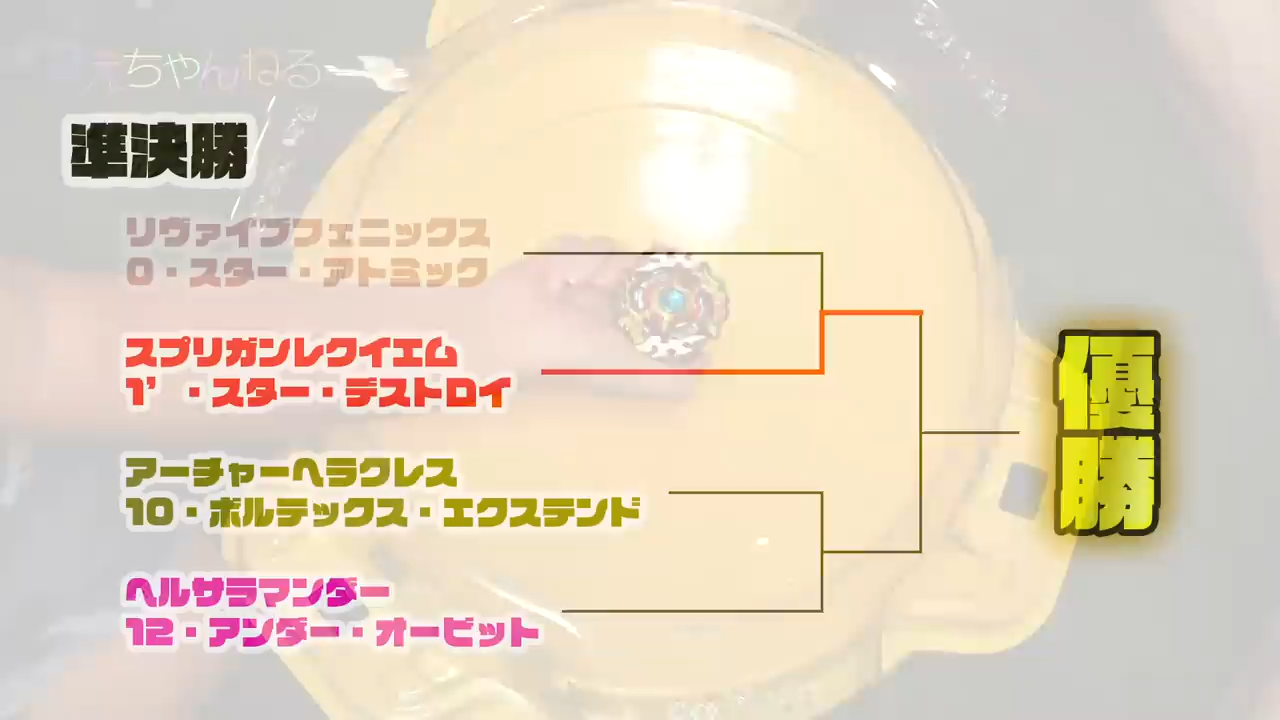 えちゃんねる
準決勝
リヴァイブフェニックス
0・スター・アトミック
スプリガンレクイエム
1’・スター・デストロイ
アーチャーヘラクレス
10・ボルテックス・エクステンド
ヘルサラマンダー
12・アンダー・オービット
優勝